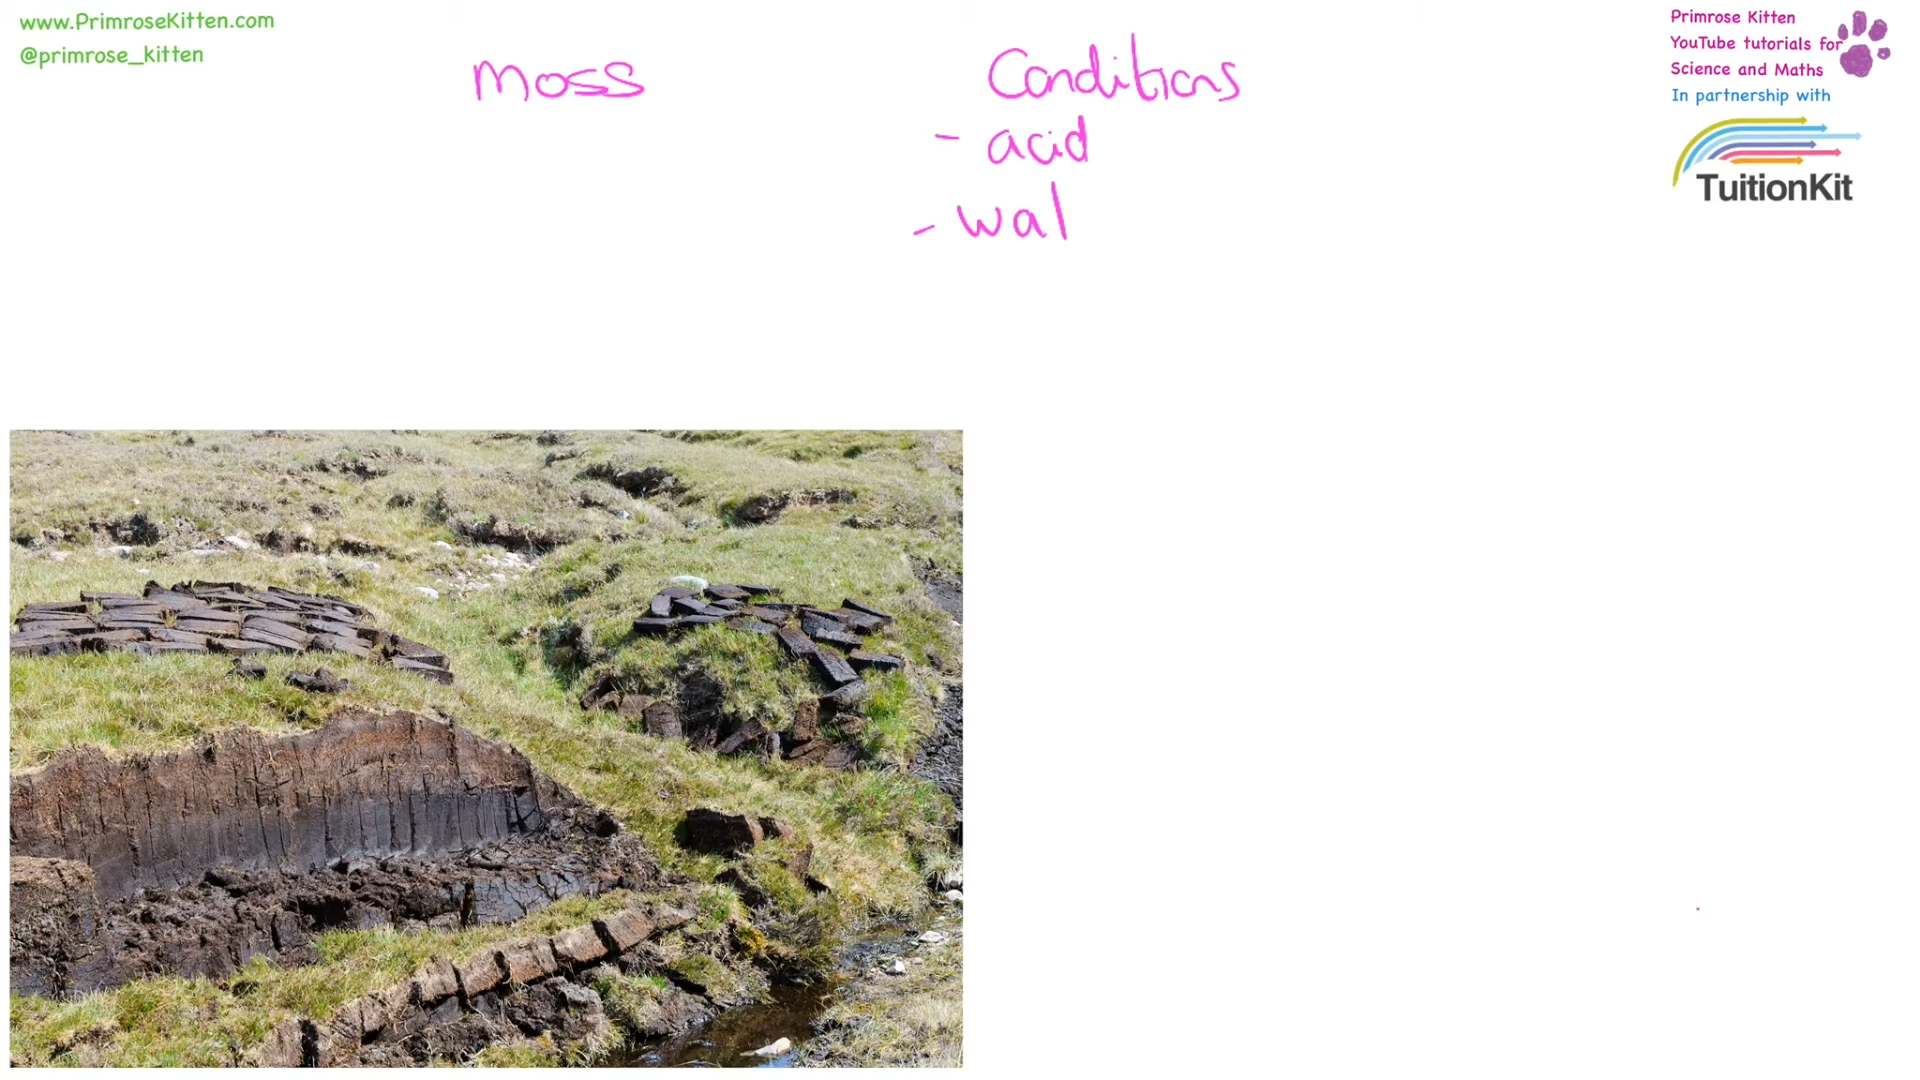 www.PrimroseKitten.com
@primrose_kitten
Moss
Conditions
- acid
- wal
Primrose Kitten
YouTube tutorials for
Science and Maths
In partnership with
TuitionKit